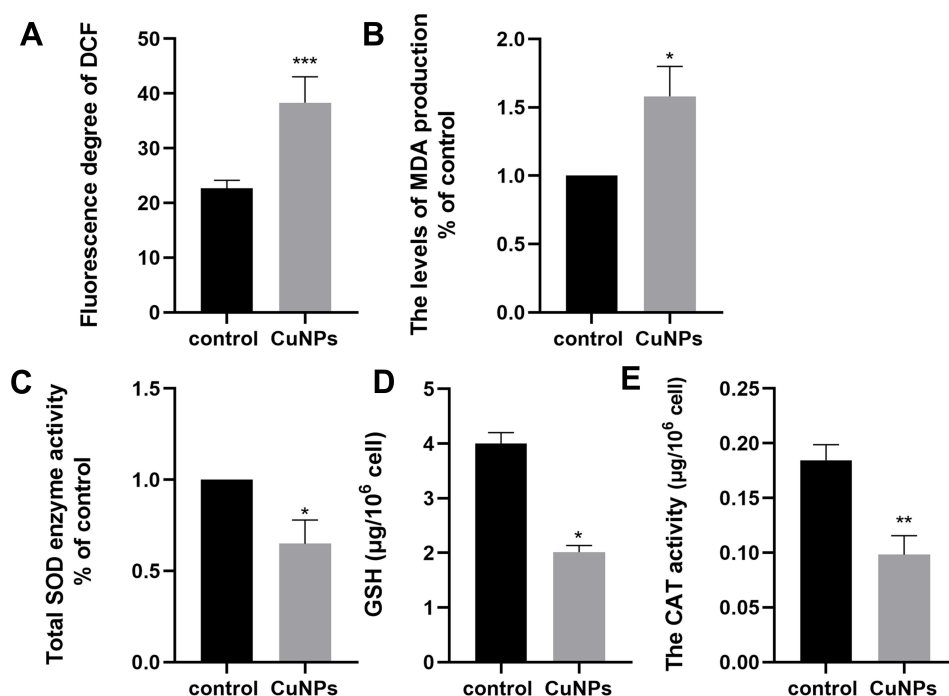 A
Fluorescence degree of DCF
50
40
30
20
10
0
***
control CuNPs
B
The levels of MDA production
% of control
2.0
1.5
1.0
0.5
0.0
*
control CuNPs
C
Total SOD enzyme activity
% of control
1.5
1.0
0.5
0.0
*
control CuNPs
D
GSH (μg/10⁶ cell)
5
4
3
2
1
0
*
control CuNPs
E
The CAT activity (μg/10⁶ cell)
0.25
0.20
0.15
0.10
0.05
0.00
**
control CuNPs